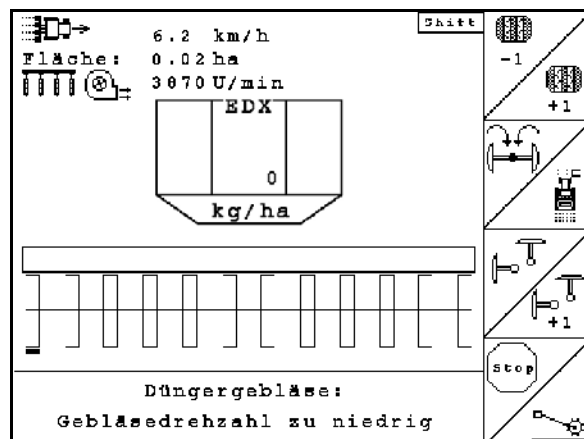 6.2 km/h
Shift
Fläche: 0.02 ha
3870 U/min
-1
+1
EDX
0
kg/ha
+1
Stop
Düngergebläse:
Gebläsedrehzahl zu niedrig